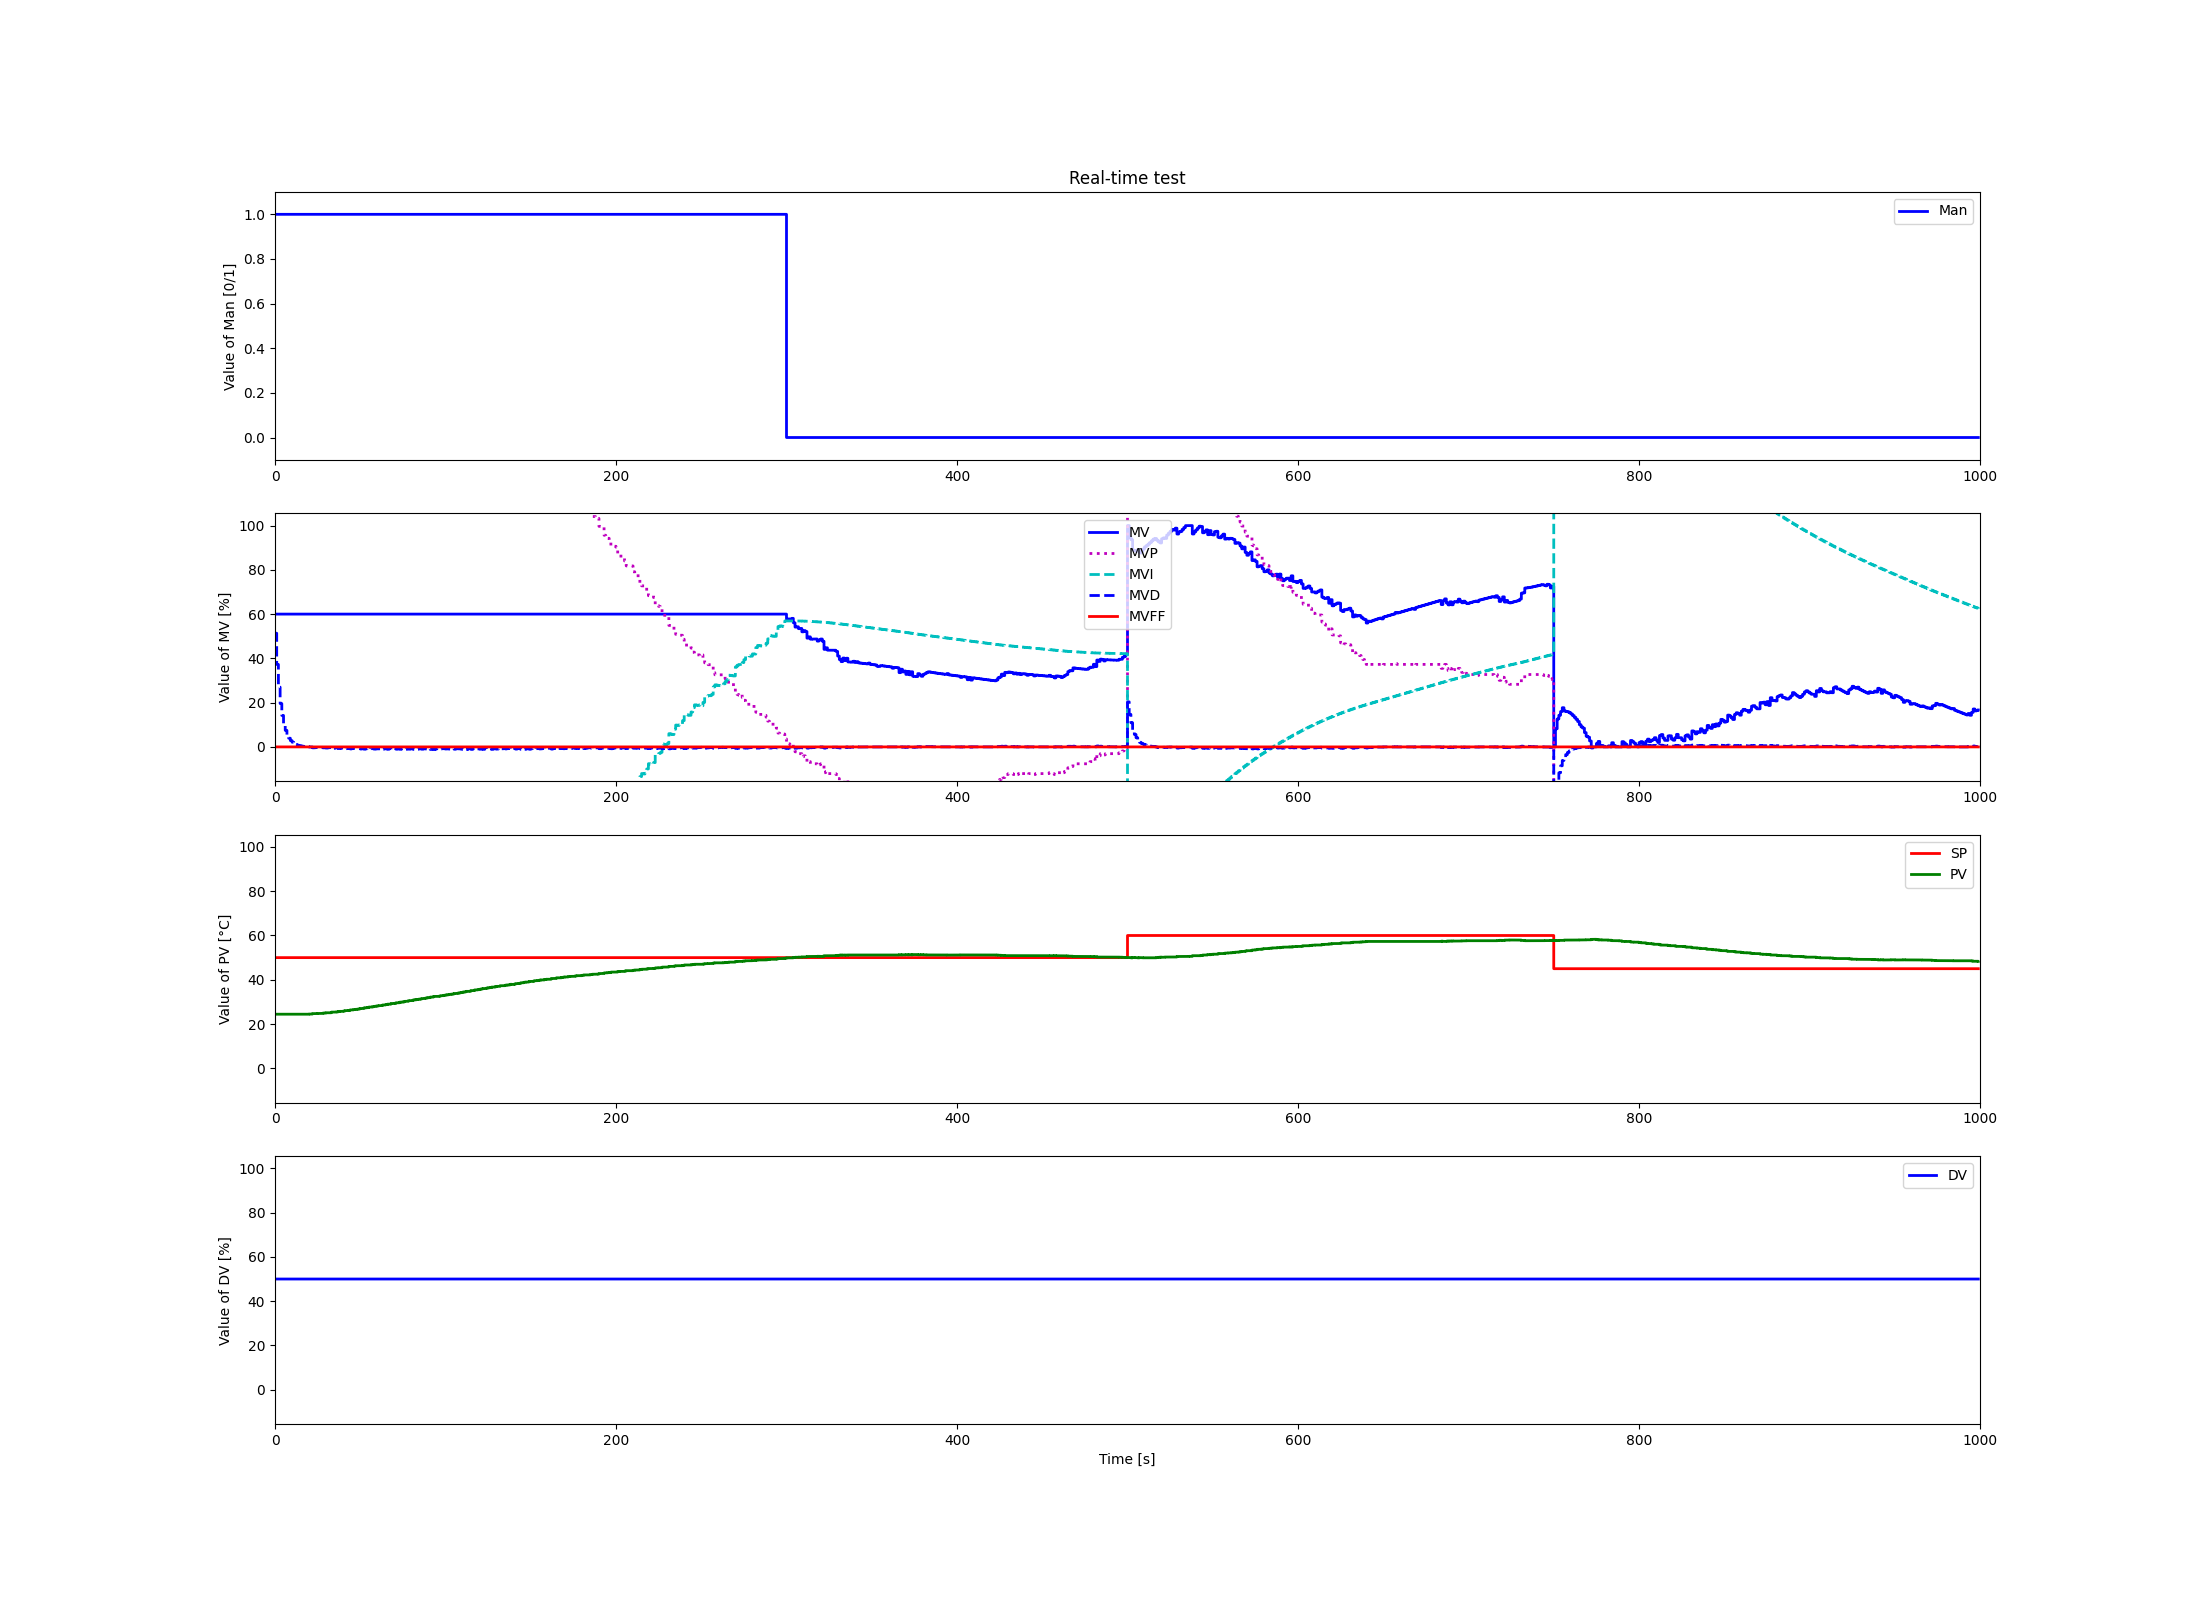 Real-time test
Value of Man [0/1]
1.0
0.8
0.6
0.4
0.2
0.0
Man
0 200 400 600 800 1000
Value of MV [%]
100
80
60
40
20
0
MV
MVP
MVI
MVD
MVFF
0 200 400 600 800 1000
Value of PV [°C]
100
80
60
40
20
0
SP
PV
0 200 400 600 800 1000
Value of DV [%]
100
80
60
40
20
0
DV
0 200 400 600 800 1000
Time [s]